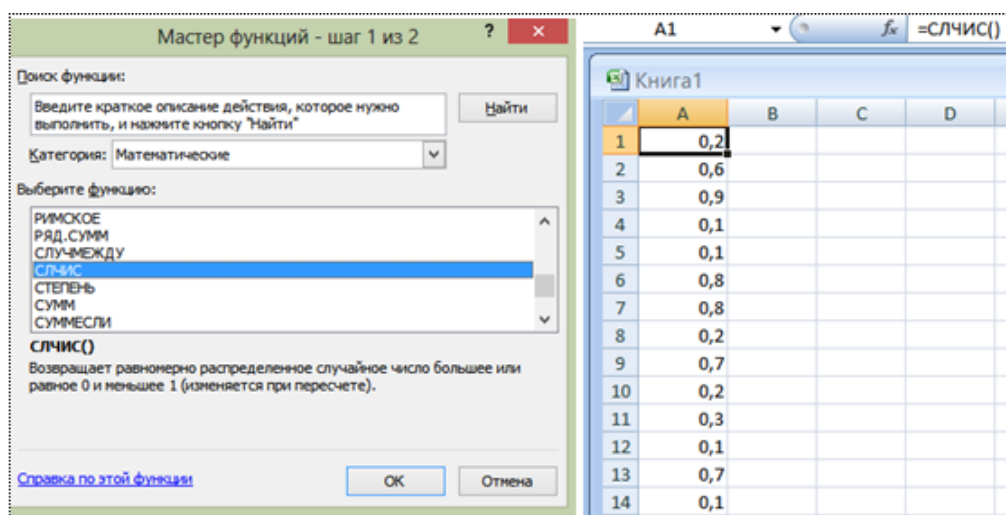 Мастер функций - шаг 1 из 2
?
×
Поиск функции:
Введите краткое описание действия, которое нужно
выполнить, и нажмите кнопку "Найти"
Найти
Категория: Математические
Выберите функцию:
РИМСКОЕ
РЯД.СУММ
СЛУЧМЕЖДУ
СЛЧИС
СТЕПЕНЬ
СУММ
СУММЕСЛИ
СЛЧИС()
Возвращает равномерно распределенное случайное число большее или
равное 0 и меньшее 1 (изменяется при пересчете).
Справка по этой функции
ОК
Отмена
A1
fx
=СЛЧИС()
Книга1
A B C D
1 0,2
2 0,6
3 0,9
4 0,1
5 0,1
6 0,8
7 0,8
8 0,2
9 0,7
10 0,2
11 0,3
12 0,1
13 0,7
14 0,1